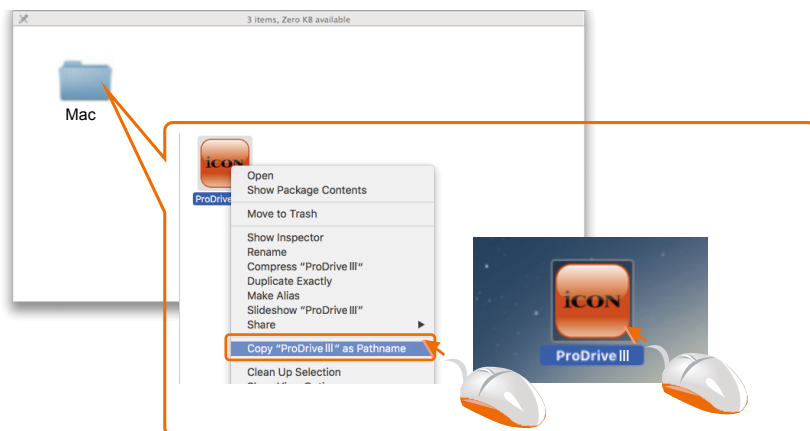 3 items, Zero KB available
Mac
iCON
ProDrive
Open
Show Package Contents
Move to Trash
Show Inspector
Rename
Compress “ProDrive III“
Duplicate Exactly
Make Alias
Slideshow “ProDrive III”
Share
Copy “ProDrive III“ as Pathname
Clean Up Selection
iCON
ProDrive III